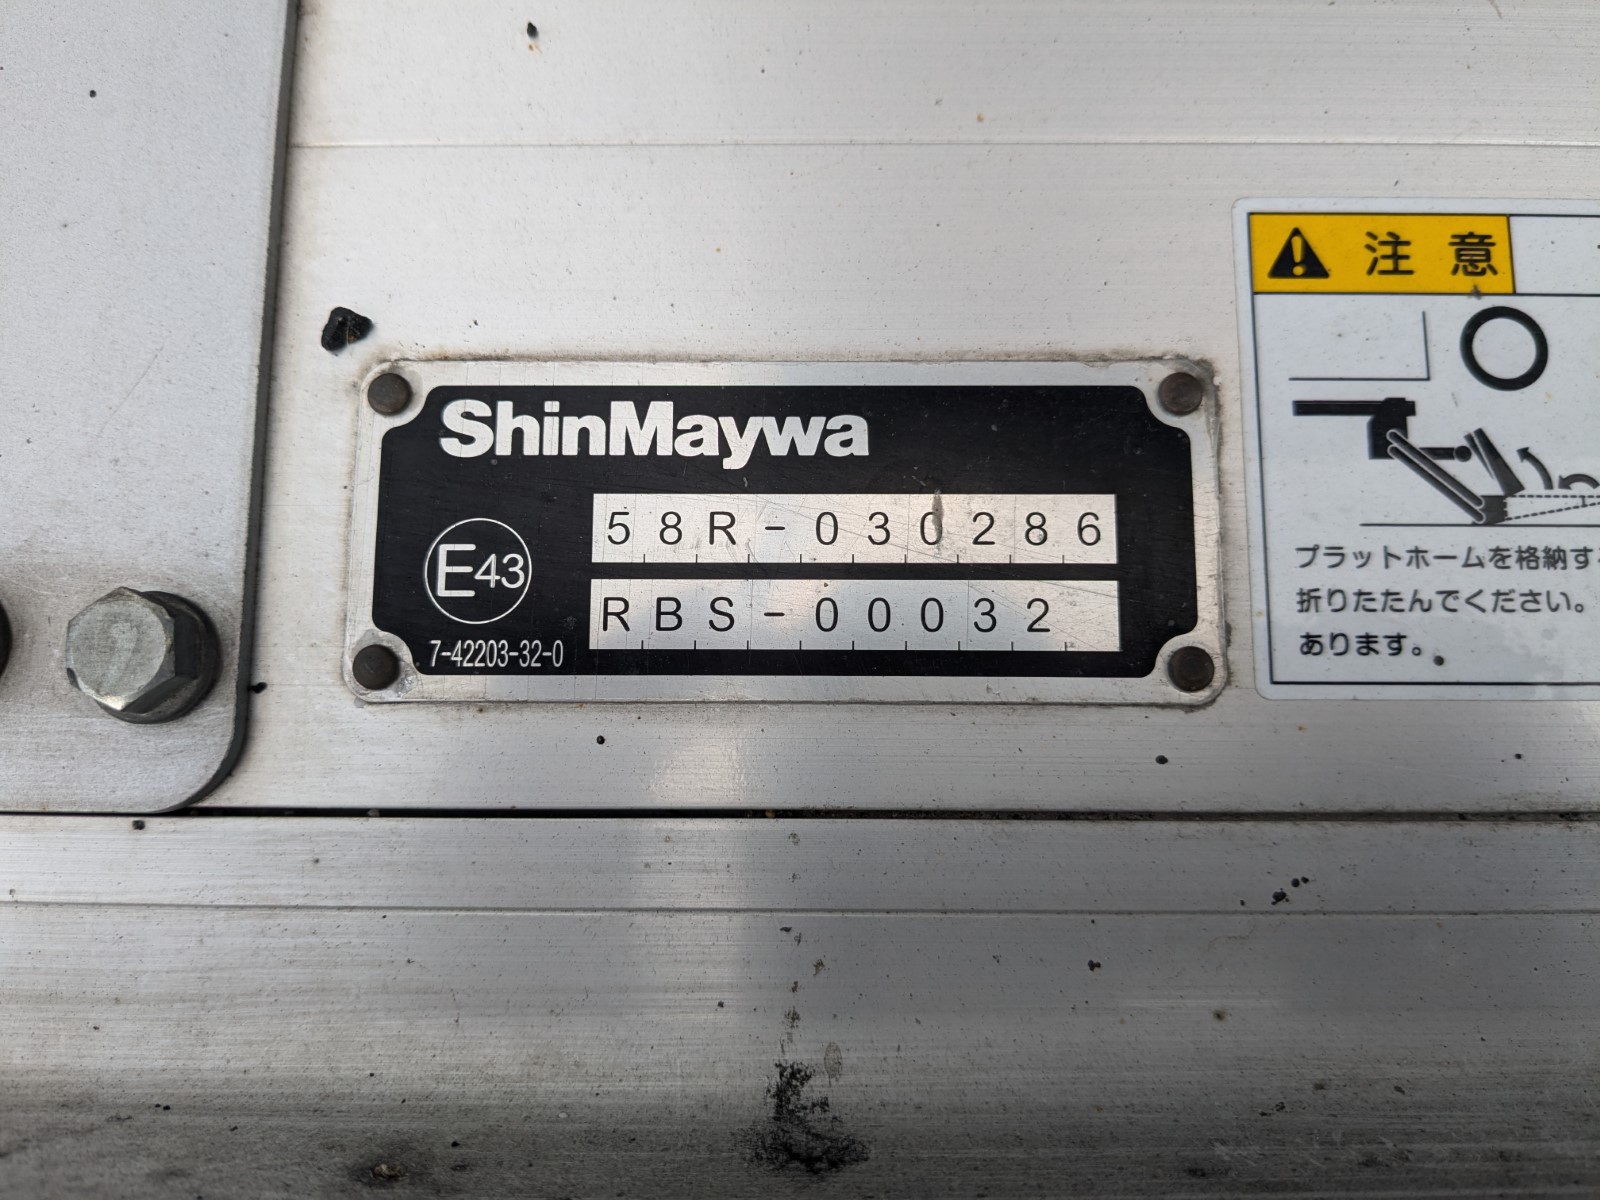 ShinMaywa
58R-030286
E43
RBS-00032
7-42203-32-0
注意
プラットホームを格納す
折りたたんでください。
あります。